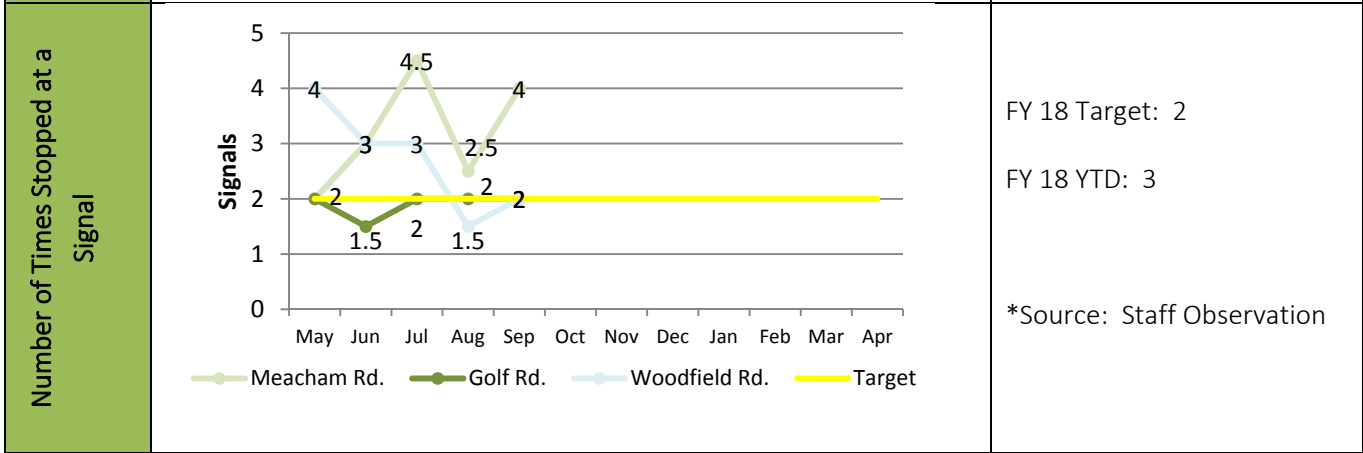 Number of Times Stopped at a
Signal
Signals
5
4
3
2
1
0
4
4.5
4
3
3
2.5
2
2
2
2
1.5
2
1.5
May Jun Jul Aug Sep Oct Nov Dec Jan Feb Mar Apr
Meacham Rd. Golf Rd. Woodfield Rd. Target
FY 18 Target: 2
FY 18 YTD: 3
*Source: Staff Observation